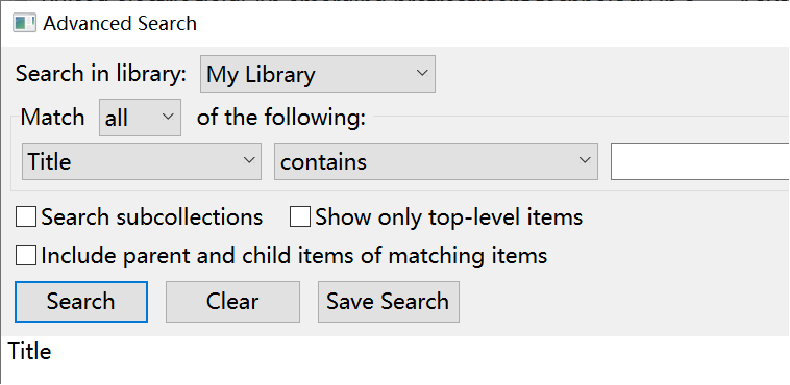 Advanced Search
Search in library: My Library
Match all of the following:
Title contains
Search subcollections Show only top-level items
Include parent and child items of matching items
Search Clear Save Search
Title